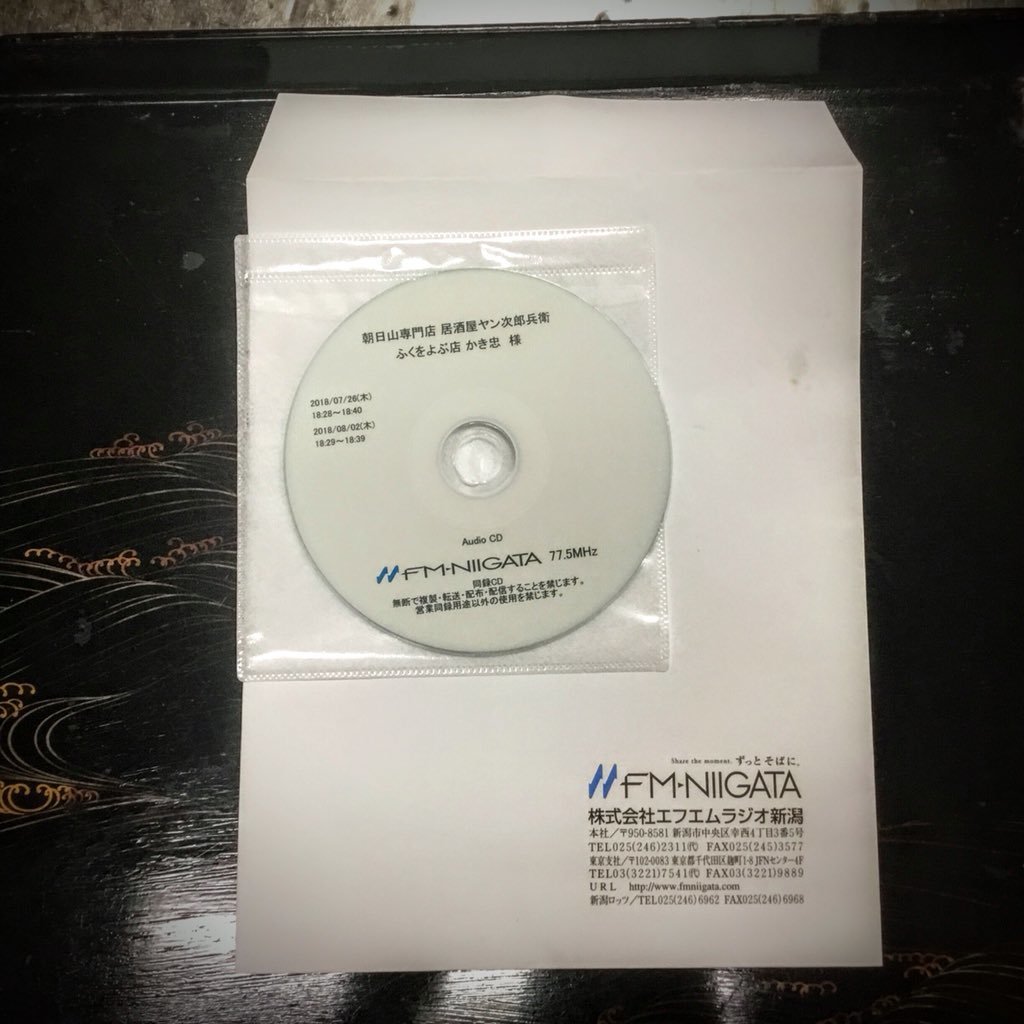 朝日山専門店 居酒屋ヤン次郎兵衛
ふくをよぶ店 かき忠 様
2018/07/26(木)
18:28～18:40
2018/08/02(木)
18:29～18:39
Audio CD
FM-NIIGATA 77.5MHz
同録CD
無断で複製・転送・配布・配信することを禁じます。
営業同録用途以外の使用を禁じます。
Share the moment. ずっとそばに。
FM-NIIGATA
株式会社エフエムラジオ新潟
本社／〒950-8581 新潟市中央区幸西4丁目3番5号
TEL025(246)2311㈹ FAX025(245)3577
東京支社／〒102-0083 東京都千代田区麹町1-8 JFNセンター4F
TEL03(3221)7541㈹ FAX03(3221)9889
URL http://www.fmniigata.com
新潟ロッツ／TEL025(246)6962 FAX025(246)6968